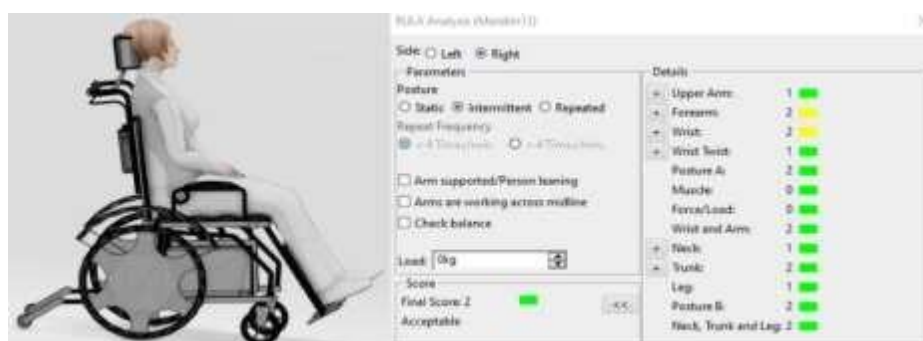 RULA Analysis (Manikin13)
Side: Left Right
Parameters
Posture
Static Intermittent Repeated
Repeat Frequency
Arm supported/Person leaning
Arms are working across midline
Check balance
Load: 0kg
Score
Final Score: 2
Acceptable
<<
Details
+ Upper Arm: 1
+ Forearm: 2
+ Wrist: 2
+ Wrist Twist: 1
Posture A: 2
Muscle: 0
Force/Load: 0
Wrist and Arm: 2
+ Neck: 1
Trunk: 2
Leg: 1
Posture B: 2
Neck, Trunk and Leg: 2